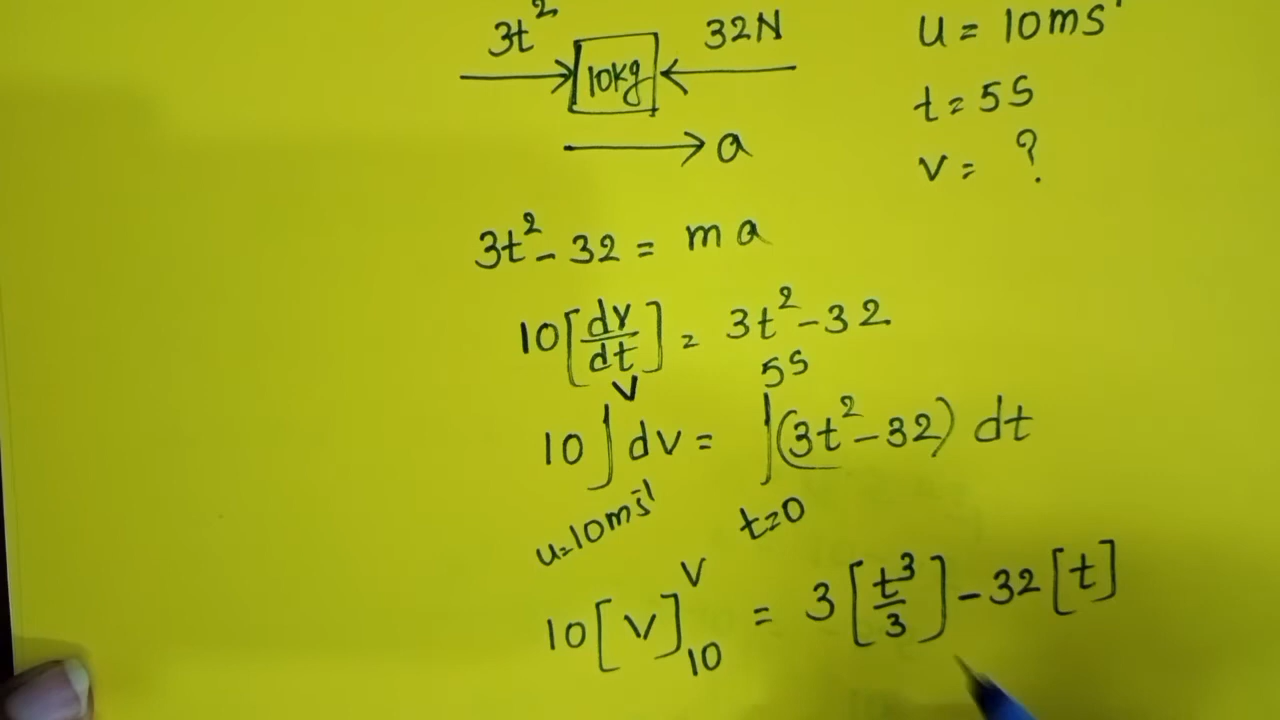 3t² 10kg 32N
a
u = 10ms⁻¹
t = 5s
v = ?
3t² - 32 = ma
10[dv/dt] = 3t² - 32
10 ∫_{u=10ms⁻¹}^{v} dv = ∫_{t=0}^{5s} (3t² - 32) dt
10[v]_{10}^{v} = 3[t³/3] - 32[t]